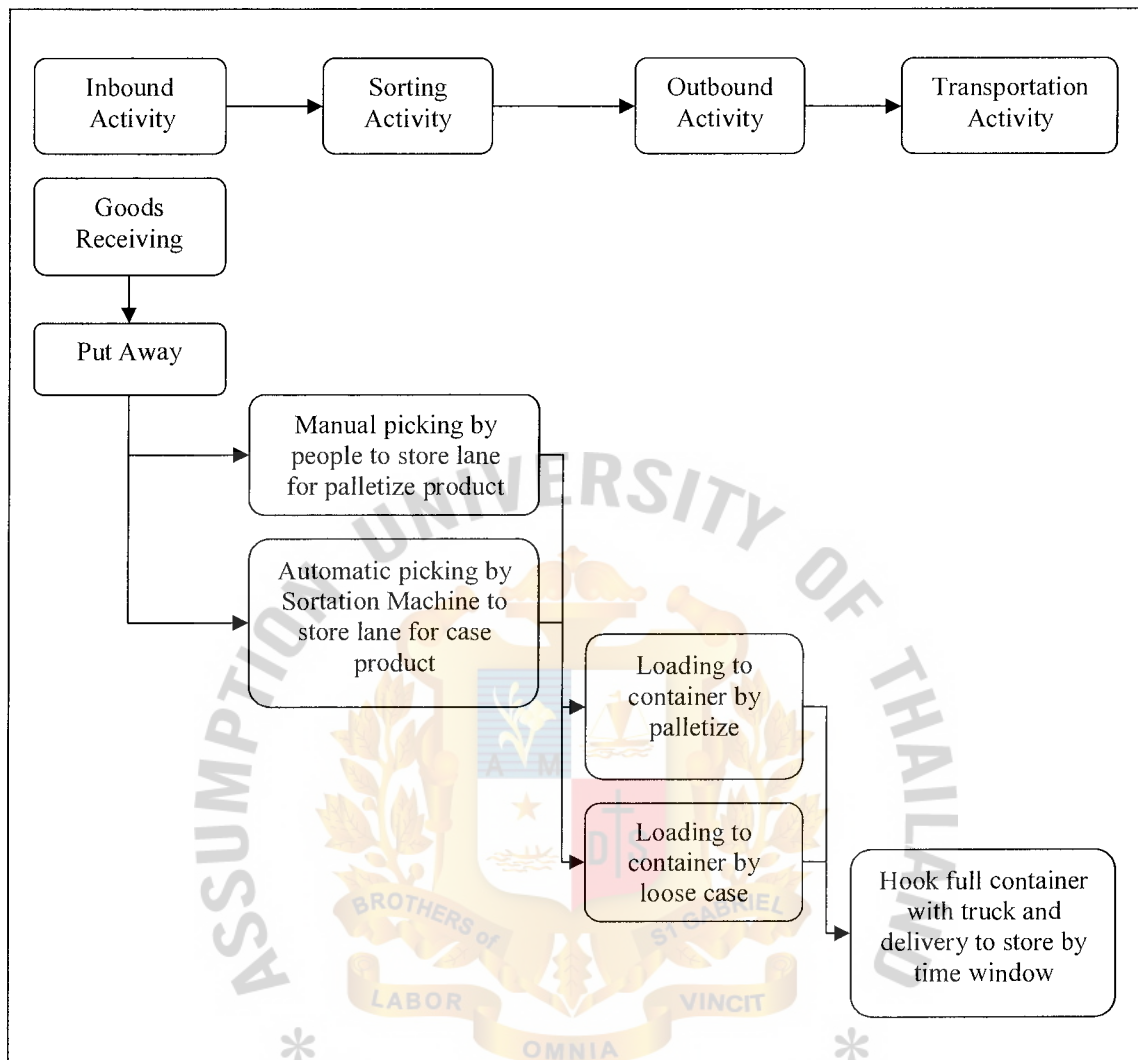 Inbound
Activity
Sorting
Activity
Outbound
Activity
Transportation
Activity
Goods
Receiving
Put Away
Manual picking by
people to store lane
for palletize product
Automatic picking by
Sortation Machine to
store lane for case
product
Loading to
container by
palletize
Loading to
container by
loose case
Hook full container
with truck and
delivery to store by
time window
ASSUMPTION UNIVERSITY OF THAILAND
A M
D S
BROTHERS of
ST GABRIEL
LABOR
VINCIT
OMNIA